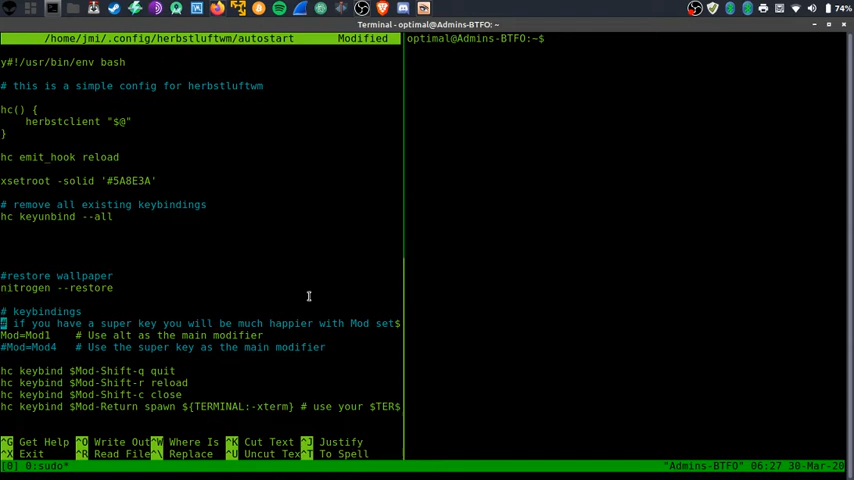 74%
Terminal - optimal@Admins-BTFO:~
/home/jmi/.config/herbstluftwm/autostart Modified
optimal@Admins-BTFO:~$
y#!/usr/bin/env bash
# this is a simple config for herbstluftwm
hc() {
herbstclient "$@"
}
hc emit_hook reload
xsetroot -solid '#5A8E3A'
# remove all existing keybindings
hc keyunbind --all
#restore wallpaper
nitrogen --restore
# keybindings
# if you have a super key you will be much happier with Mod set$
Mod=Mod1 # Use alt as the main modifier
#Mod=Mod4 # Use the super key as the main modifier
hc keybind $Mod-Shift-q quit
hc keybind $Mod-Shift-r reload
hc keybind $Mod-Shift-c close
hc keybind $Mod-Return spawn ${TERMINAL:-xterm} # use your $TER$
^G Get Help ^O Write Out^W Where Is ^K Cut Text ^J Justify
^X Exit ^R Read File^\ Replace ^U Uncut Tex^T To Spell
[0] 0:sudo* "Admins-BTFO" 06:27 30-Mar-20